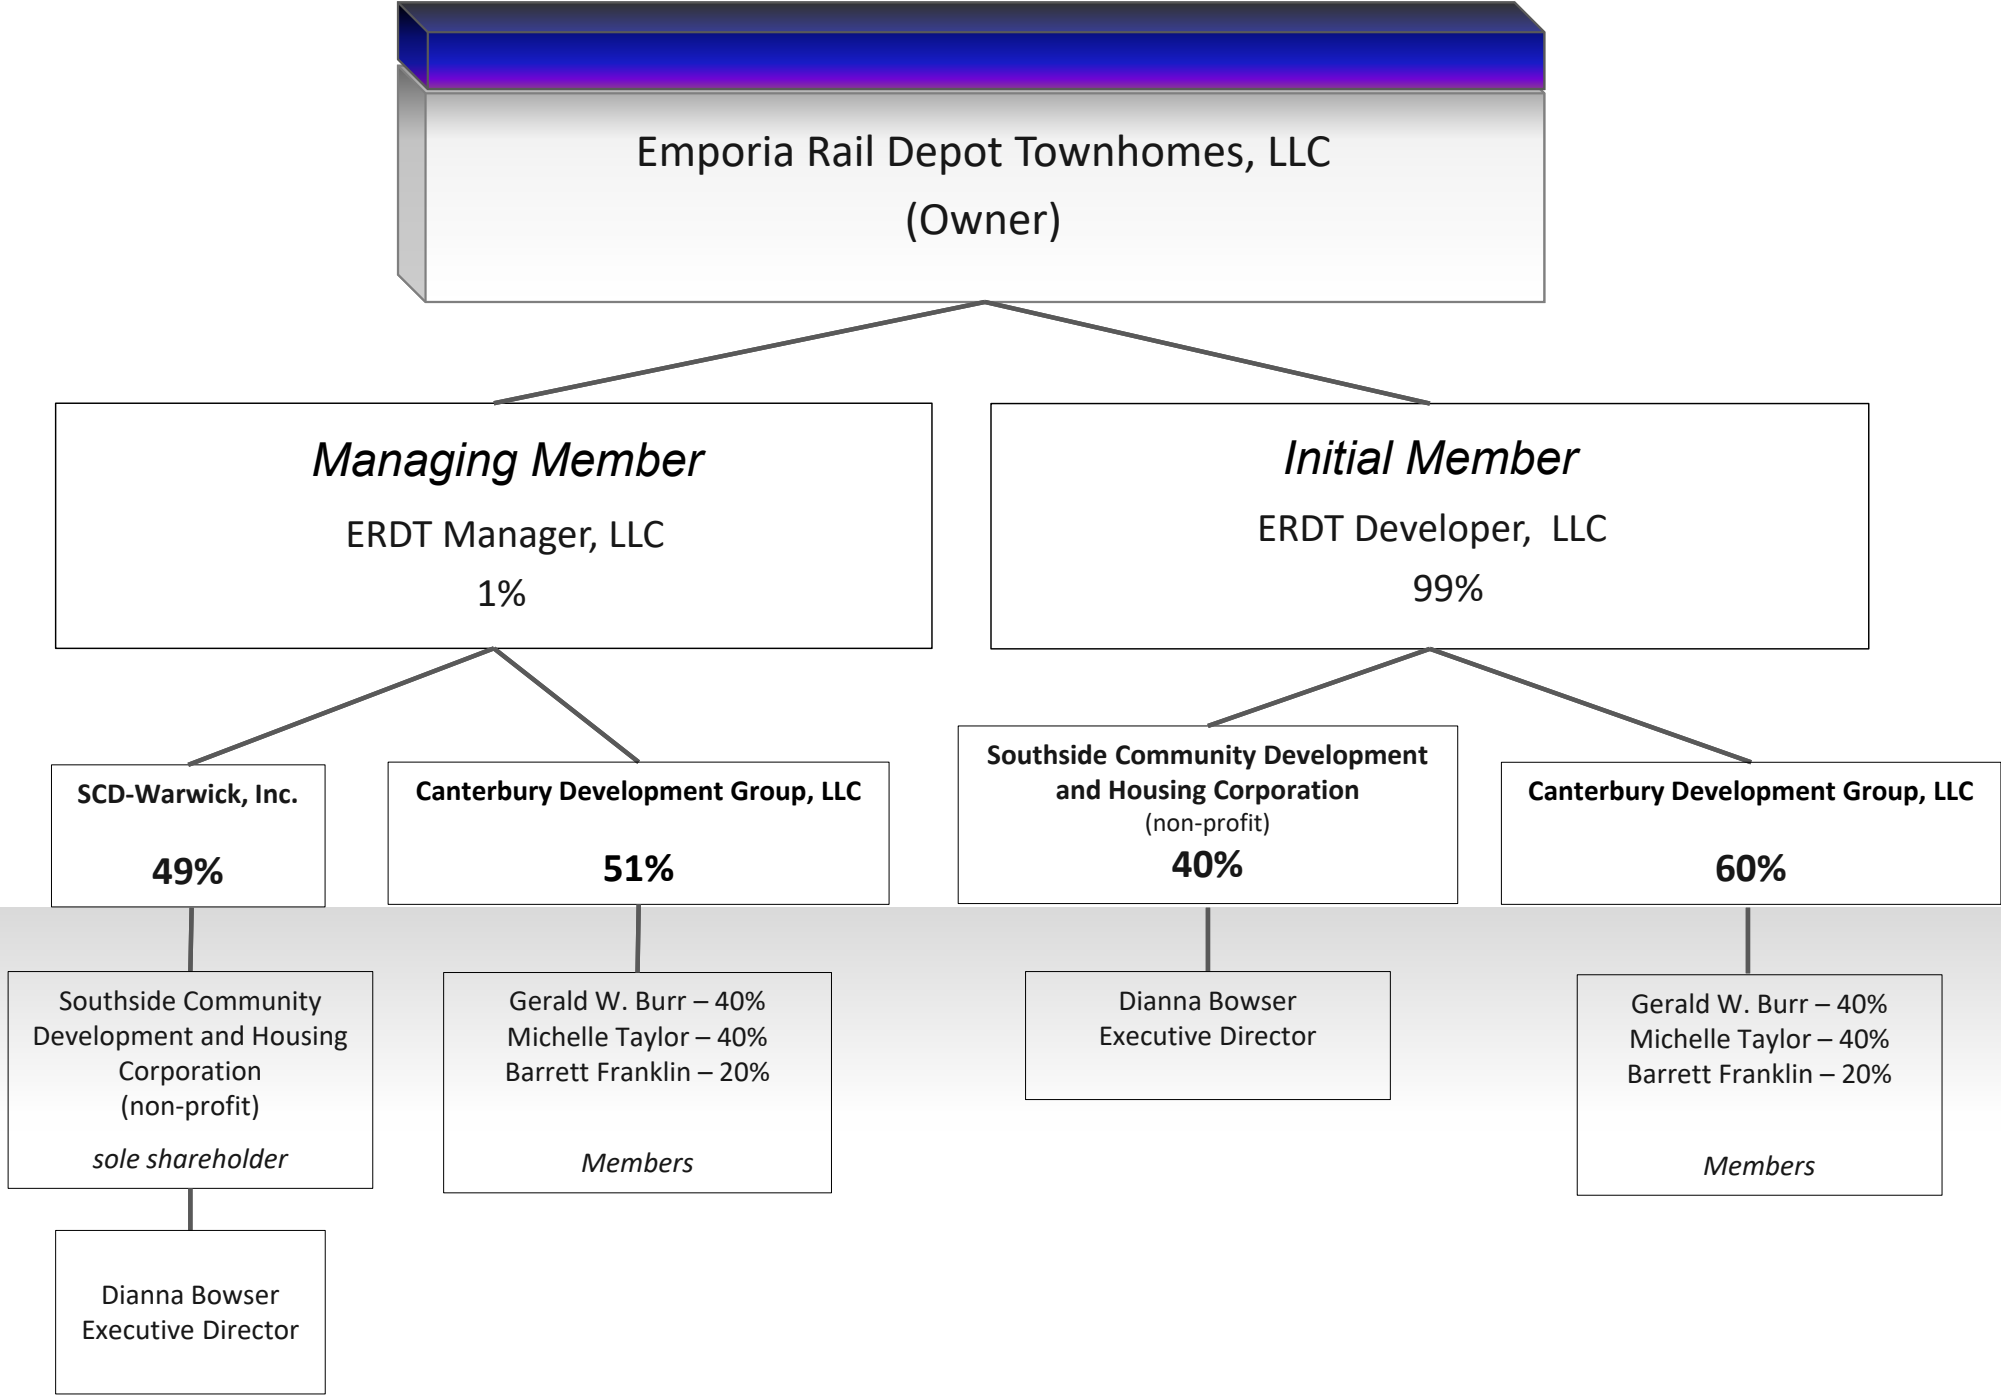 Emporia Rail Depot Townhomes, LLC
(Owner)
Managing Member
ERDT Manager, LLC
1%
Initial Member
ERDT Developer, LLC
99%
SCD-Warwick, Inc.
49%
Canterbury Development Group, LLC
51%
Southside Community Development
and Housing Corporation
(non-profit)
40%
Canterbury Development Group, LLC
60%
Southside Community
Development and Housing
Corporation
(non-profit)
sole shareholder
Gerald W. Burr – 40%
Michelle Taylor – 40%
Barrett Franklin – 20%
Members
Dianna Bowser
Executive Director
Gerald W. Burr – 40%
Michelle Taylor – 40%
Barrett Franklin – 20%
Members
Dianna Bowser
Executive Director